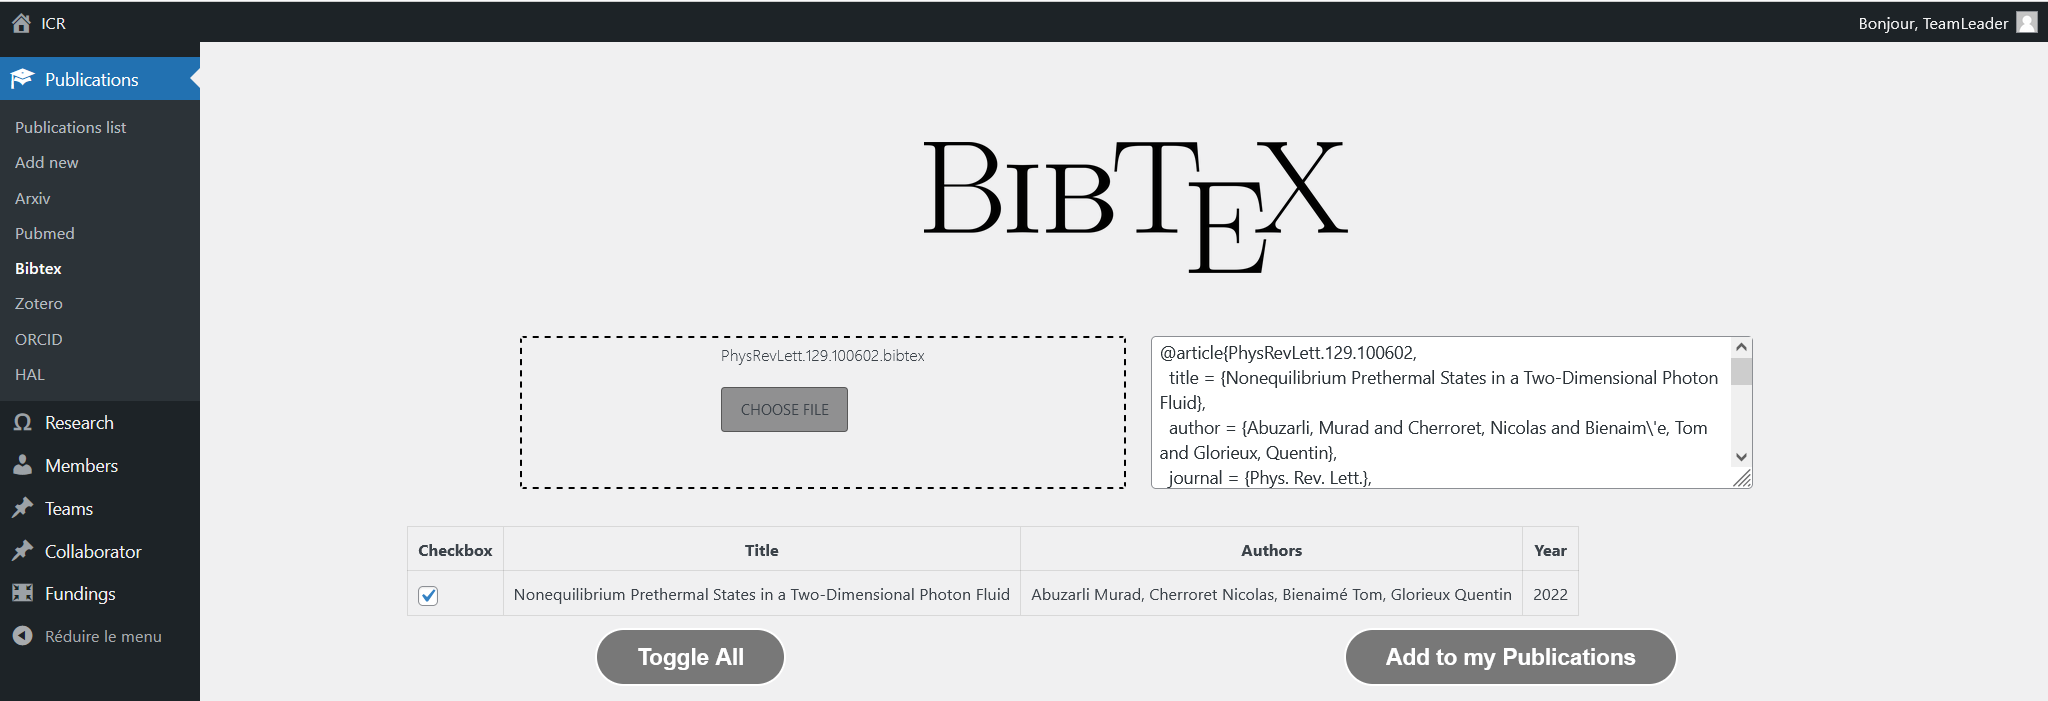 ICR
Bonjour, TeamLeader
Publications
Publications list
Add new
Arxiv
Pubmed
Bibtex
Zotero
ORCID
HAL
Research
Members
Teams
Collaborator
Fundings
Réduire le menu
BIBTEX
PhysRevLett.129.100602.bibtex
CHOOSE FILE
@article{PhysRevLett.129.100602,
title = {Nonequilibrium Prethermal States in a Two-Dimensional Photon
Fluid},
author = {Abuzarli, Murad and Cherroret, Nicolas and Bienaim\'e, Tom
and Glorieux, Quentin},
journal = {Phys. Rev. Lett.},
Checkbox Title Authors Year
Nonequilibrium Prethermal States in a Two-Dimensional Photon Fluid Abuzarli Murad, Cherroret Nicolas, Bienaimé Tom, Glorieux Quentin 2022
Toggle All
Add to my Publications